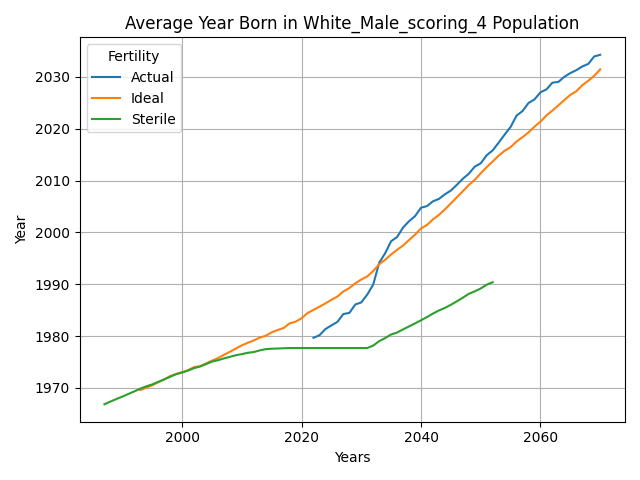 Average Year Born in White_Male_scoring_4 Population
Fertility
Actual
Ideal
Sterile
Year
2030
2020
2010
2000
1990
1980
1970
2000 2020 2040 2060
Years